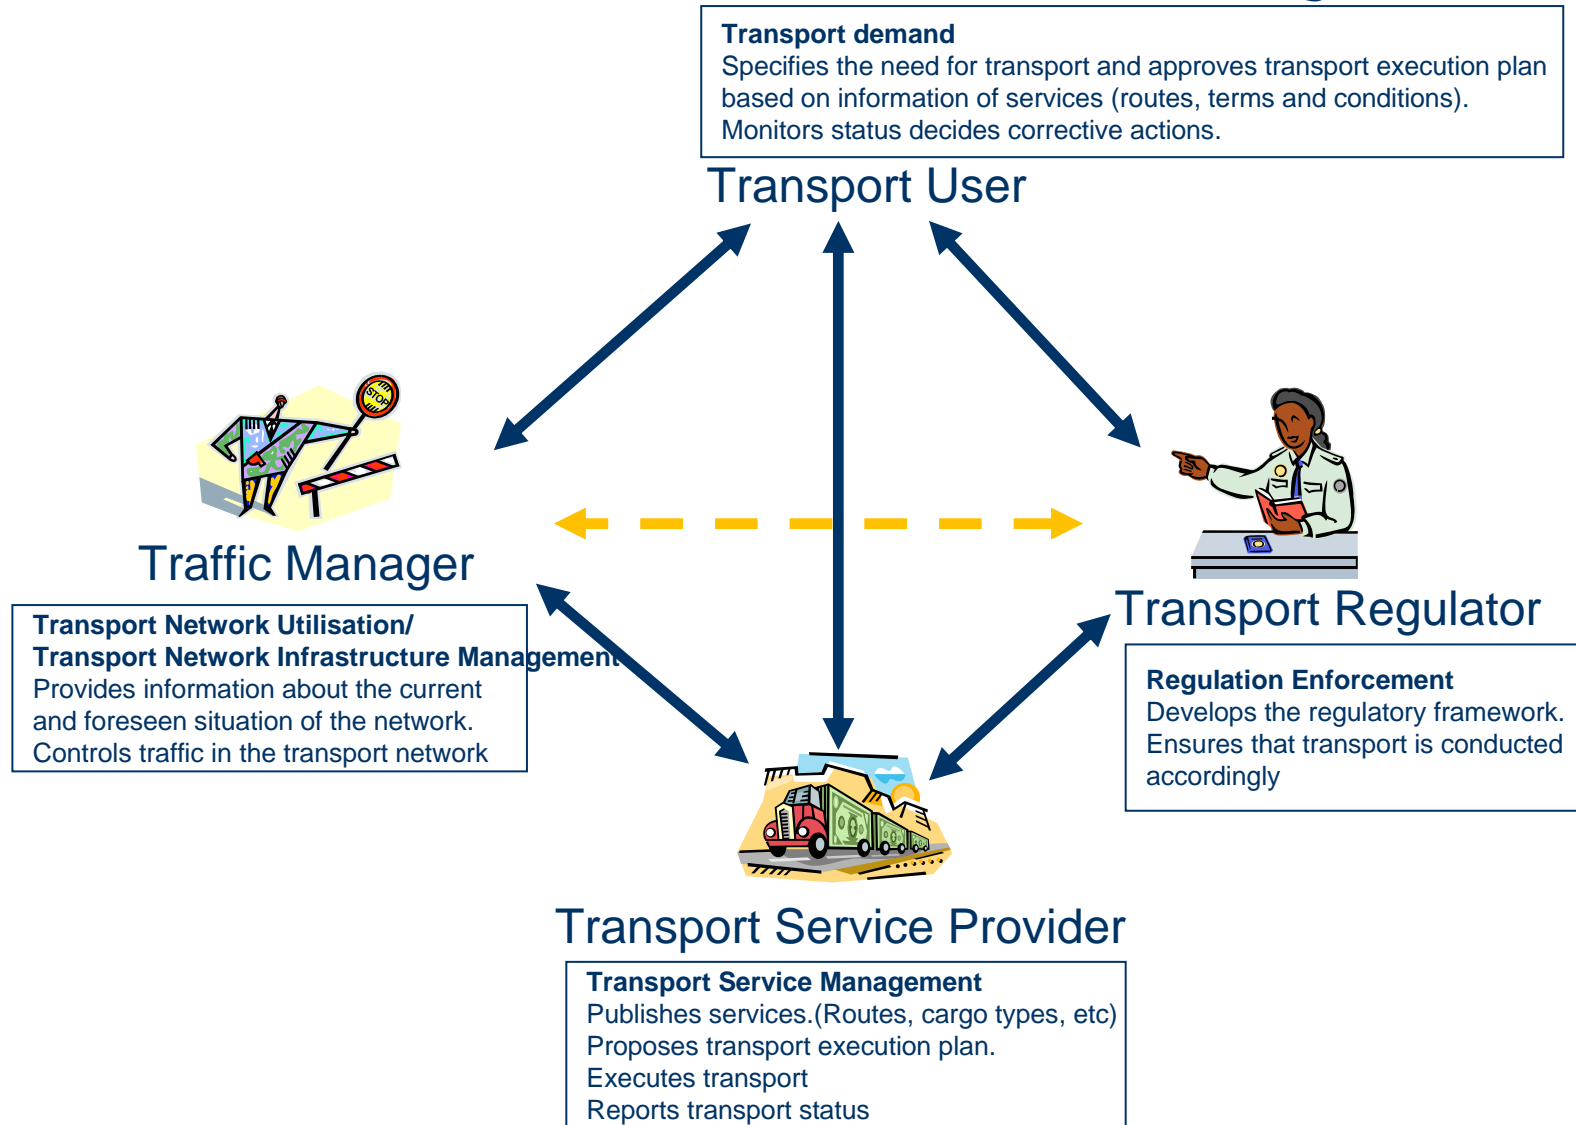 Transport demand
Specifies the need for transport and approves transport execution plan
based on information of services (routes, terms and conditions).
Monitors status decides corrective actions.
Transport User
STOP
Traffic Manager
Transport Network Utilisation/
Transport Network Infrastructure Management
Provides information about the current
and foreseen situation of the network.
Controls traffic in the transport network
Transport Regulator
Regulation Enforcement
Develops the regulatory framework.
Ensures that transport is conducted
accordingly
Transport Service Provider
Transport Service Management
Publishes services.(Routes, cargo types, etc)
Proposes transport execution plan.
Executes transport
Reports transport status